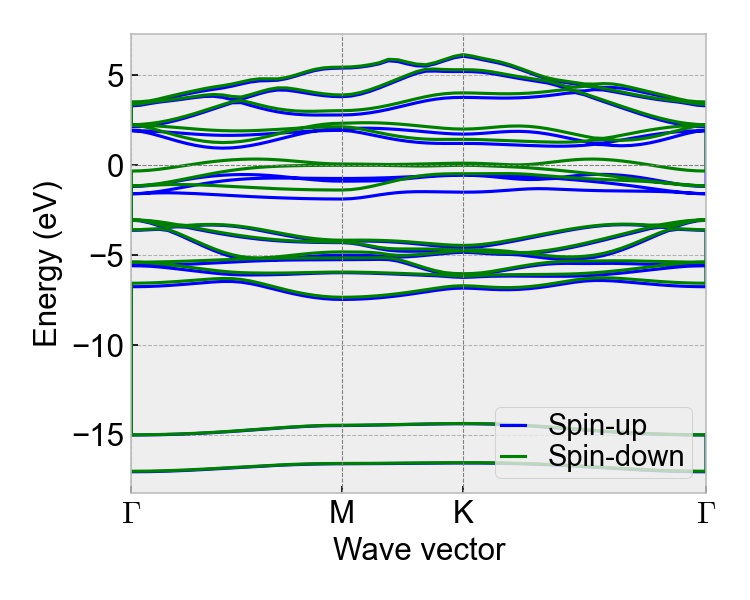 5
0
−5
−10
−15
Energy (eV)
Spin-up
Spin-down
Γ M K Γ
Wave vector